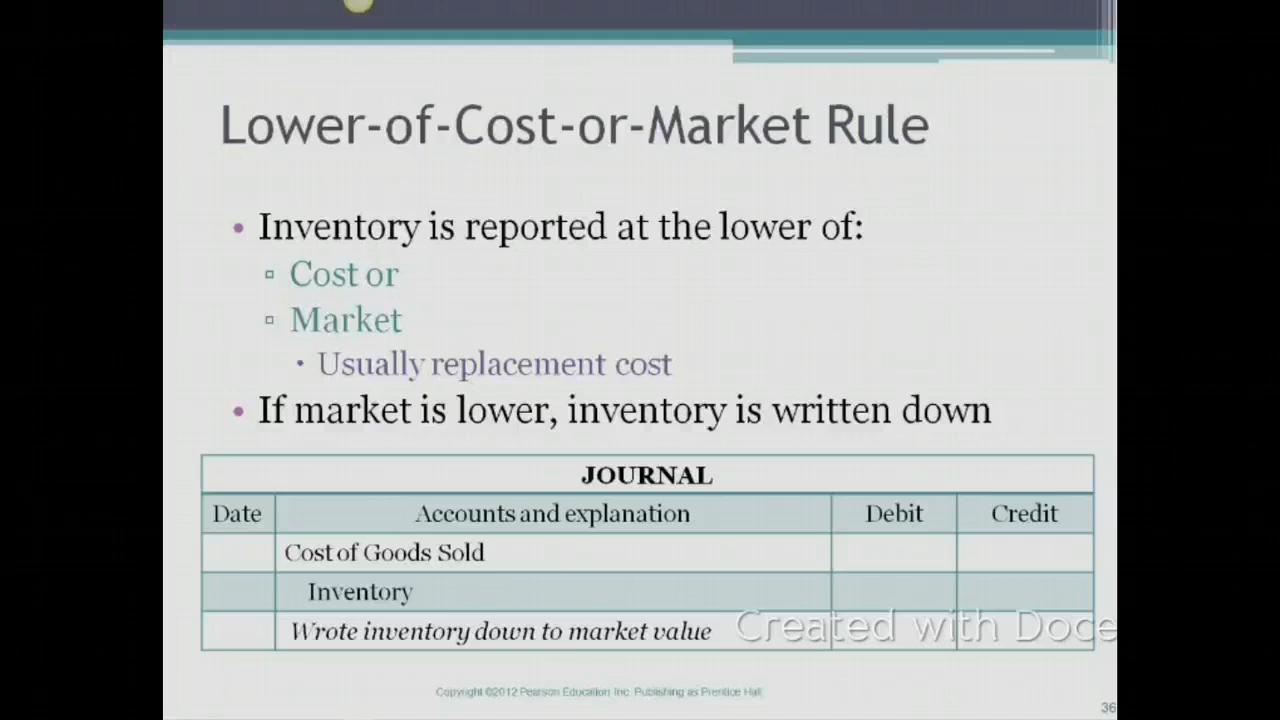 Lower-of-Cost-or-Market Rule
• Inventory is reported at the lower of:
▫ Cost or
▫ Market
• Usually replacement cost
• If market is lower, inventory is written down
JOURNAL
Date Accounts and explanation Debit Credit
Cost of Goods Sold
Inventory
Wrote inventory down to market value
Created with Doce
Copyright ©2012 Pearson Education Inc. Publishing as Prentice Hall.
36